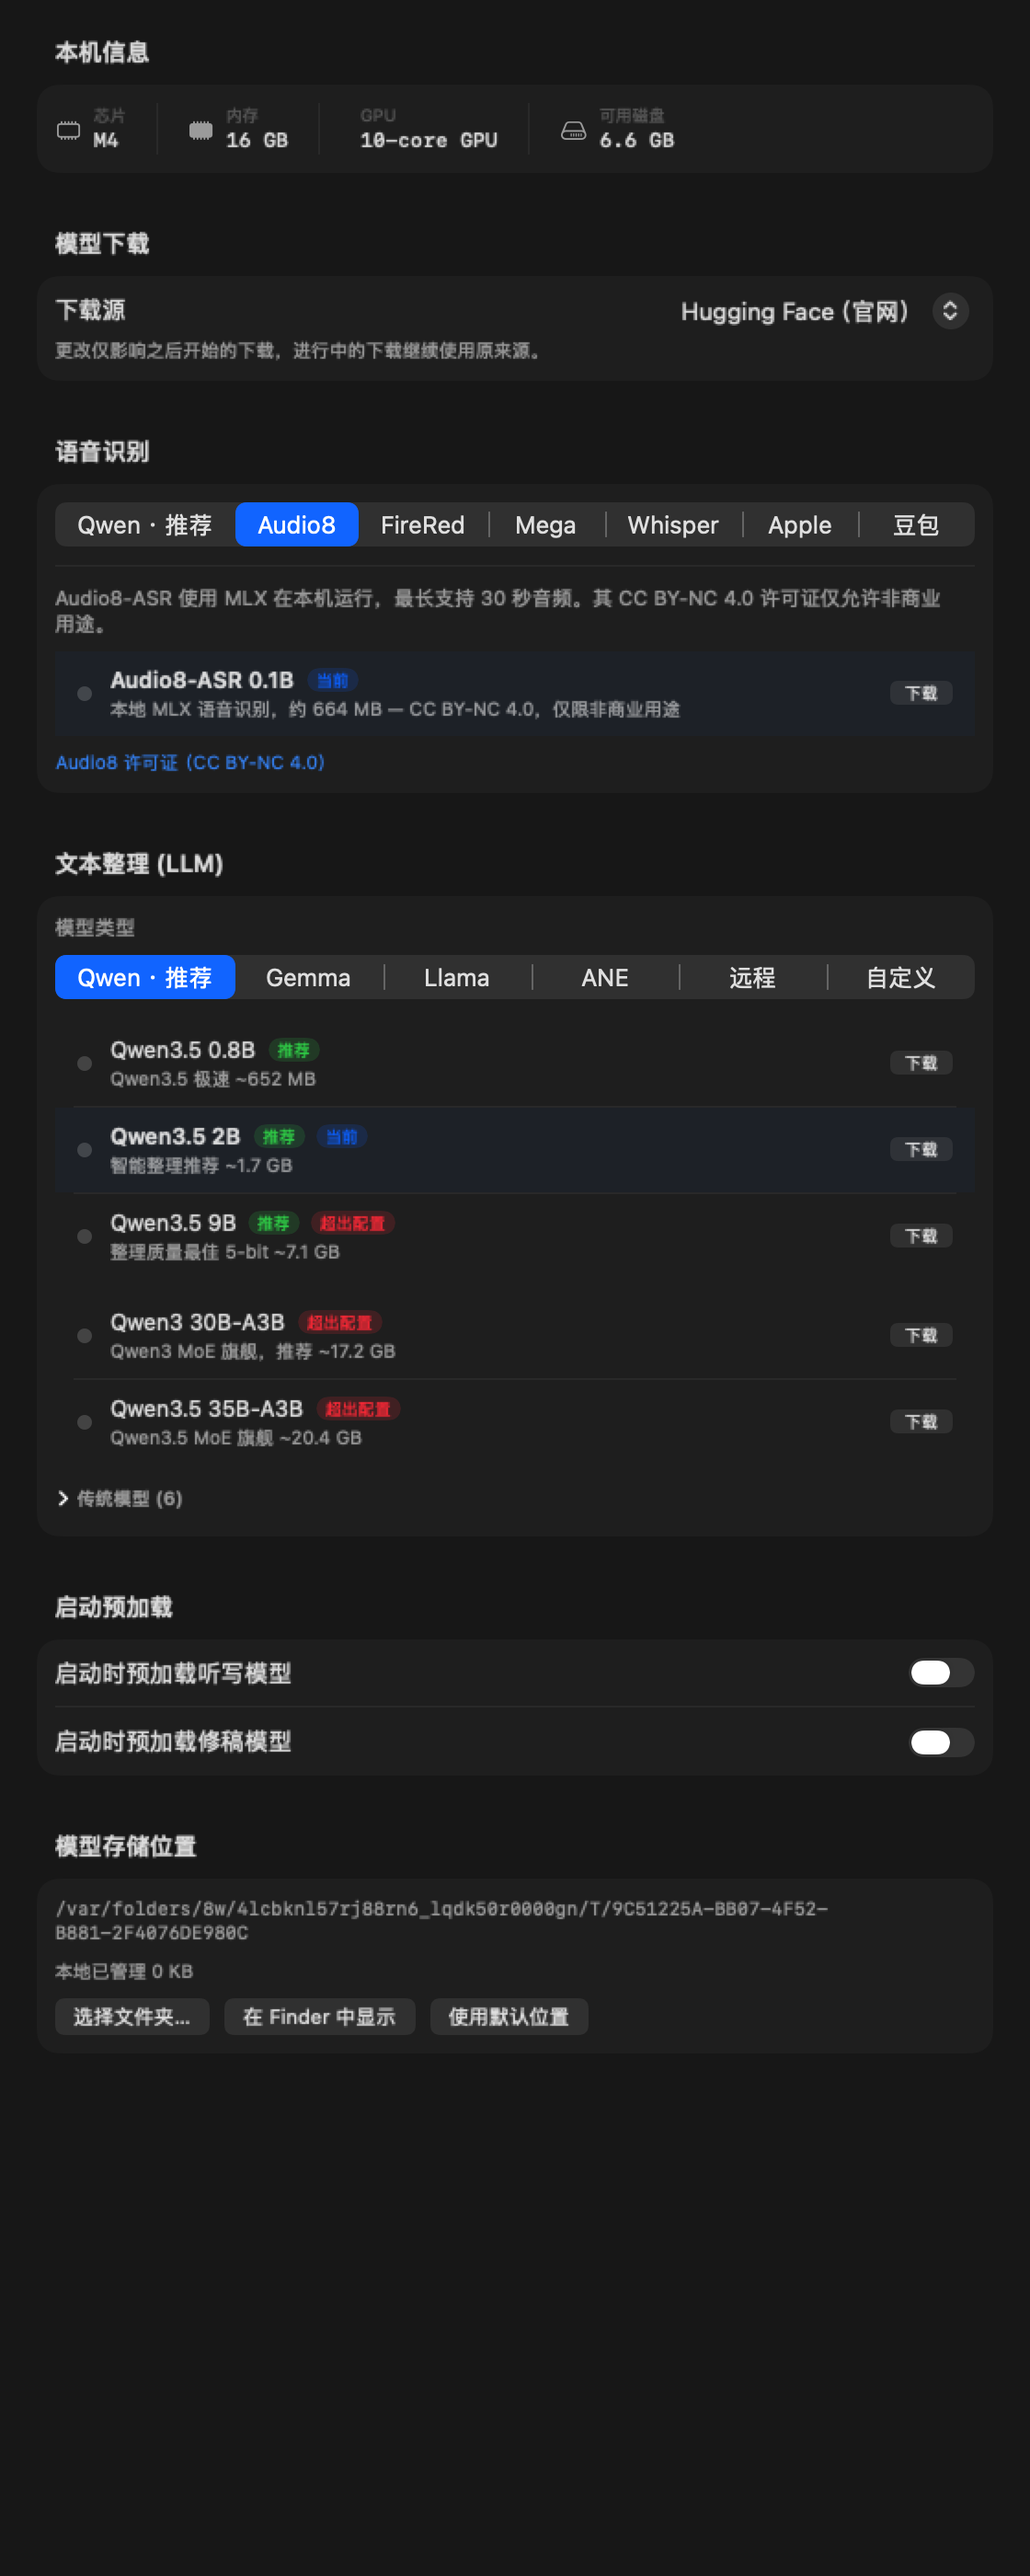 本机信息
芯片
M4
内存
16 GB
GPU
10-core GPU
可用磁盘
6.6 GB
模型下载
下载源
Hugging Face (官网)
更改仅影响之后开始的下载，进行中的下载继续使用原来源。
语音识别
Qwen · 推荐
Audio8
FireRed
Mega
Whisper
Apple
豆包
Audio8-ASR 使用 MLX 在本机运行，最长支持 30 秒音频。其 CC BY-NC 4.0 许可证仅允许非商业
用途。
Audio8-ASR 0.1B 当前
下载
本地 MLX 语音识别，约 664 MB — CC BY-NC 4.0，仅限非商业用途
Audio8 许可证 (CC BY-NC 4.0)
文本整理 (LLM)
模型类型
Qwen · 推荐
Gemma
Llama
ANE
远程
自定义
Qwen3.5 0.8B 推荐
下载
Qwen3.5 极速 ~652 MB
Qwen3.5 2B 推荐 当前
下载
智能整理推荐 ~1.7 GB
Qwen3.5 9B 推荐 超出配置
下载
整理质量最佳 5-bit ~7.1 GB
Qwen3 30B-A3B 超出配置
下载
Qwen3 MoE 旗舰，推荐 ~17.2 GB
Qwen3.5 35B-A3B 超出配置
下载
Qwen3.5 MoE 旗舰 ~20.4 GB
传统模型 (6)
启动预加载
启动时预加载听写模型
启动时预加载修稿模型
模型存储位置
/var/folders/8w/4lcbknl57rj88rn6_lqdk50r0000gn/T/9C51225A-BB07-4F52-
B881-2F4076DE980C
本地已管理 0 KB
选择文件夹...
在 Finder 中显示
使用默认位置